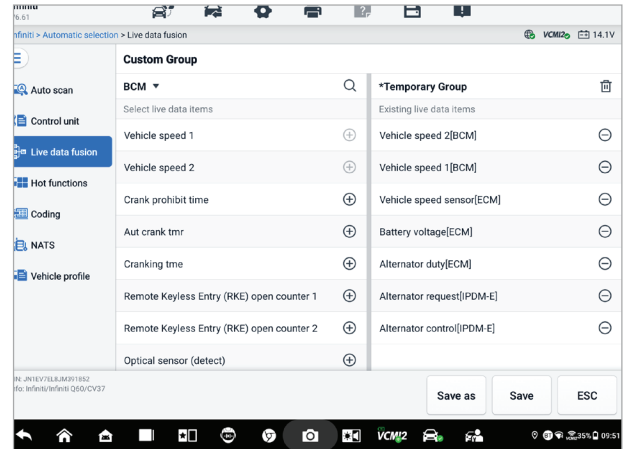 Infiniti
V6.61
Infiniti > Automatic selection > Live data fusion
VCMI2 14.1V
Custom Group
BCM
*Temporary Group
Select live data items
Existing live data items
Auto scan
Control unit
Live data fusion
Hot functions
Coding
NATS
Vehicle profile
Vehicle speed 1
Vehicle speed 2
Crank prohibit time
Aut crank tmr
Cranking tme
Remote Keyless Entry (RKE) open counter 1
Remote Keyless Entry (RKE) open counter 2
Optical sensor (detect)
Vehicle speed 2[BCM]
Vehicle speed 1[BCM]
Vehicle speed sensor[ECM]
Battery voltage[ECM]
Alternator duty[ECM]
Alternator request[IPDM-E]
Alternator control[IPDM-E]
VIN: JN1EV7EL8JM391852
Info: Infiniti/Infiniti Q60/CV37
Save as
Save
ESC
VCMI2
35% 09:51